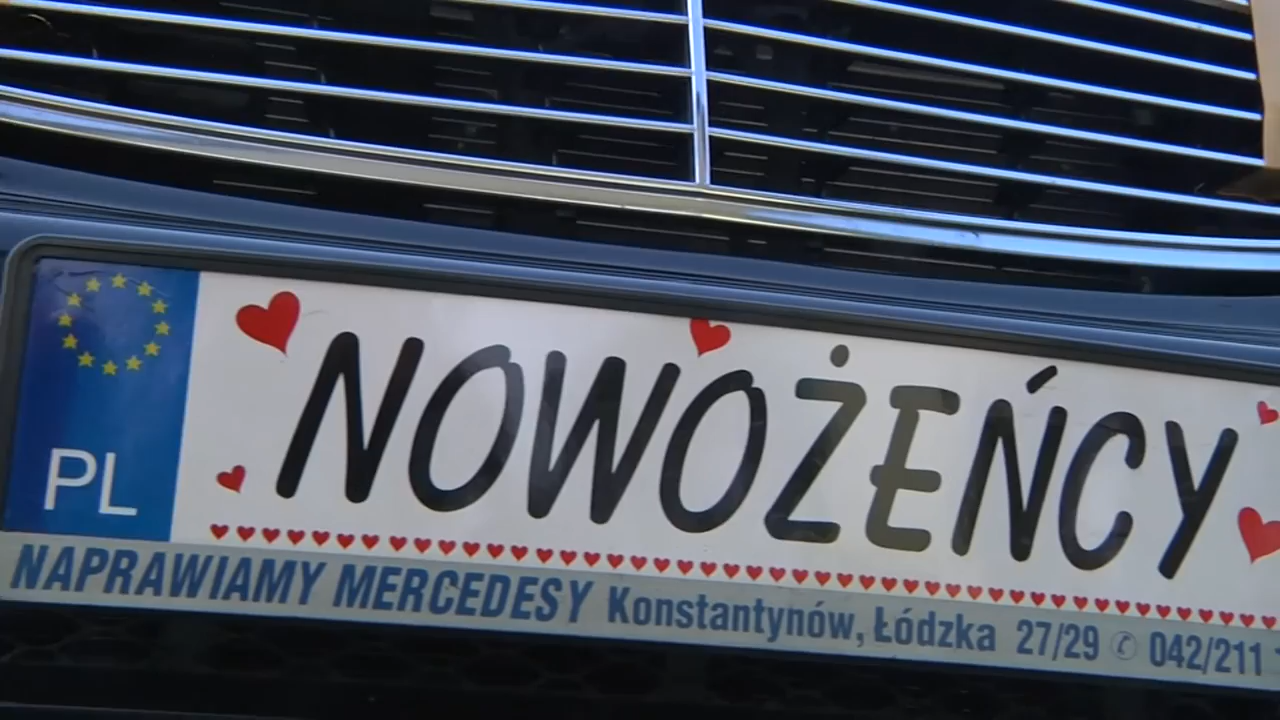 PL
NOWOŻEŃCY
NAPRAWIAMY MERCEDESY Konstantynów, Łódzka 27/29 ✆ 042/211